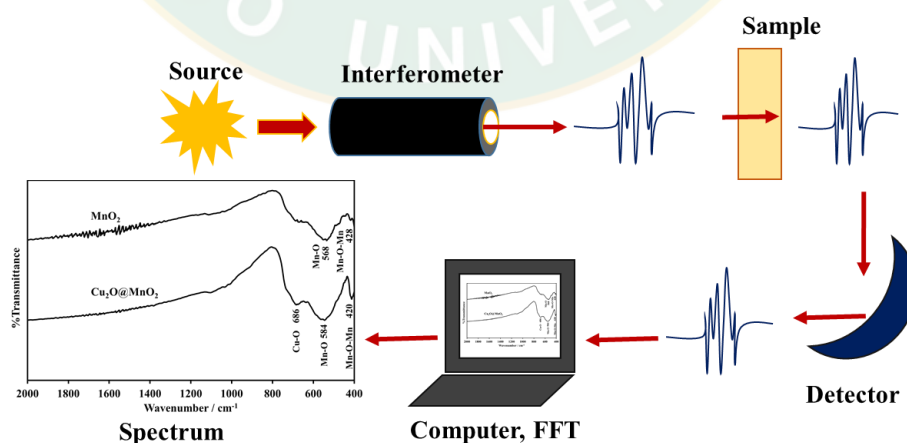 O UNIVER
Sample
Source
Interferometer
MnO₂
Mn-O
568
Mn-O-Mn
428
Cu₂O@MnO₂
Cu-O 686
Mn-O 584
Mn-O-Mn
420
%Transmittance
2000 1800 1600 1400 1200 1000 800 600 400
Wavenumber / cm⁻¹
Spectrum
Computer, FFT
Detector